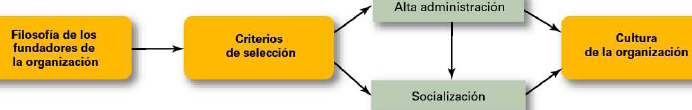 Filosofía de los
fundadores de
la organización
Criterios
de selección
Alta administración
Socialización
Cultura
de la organización